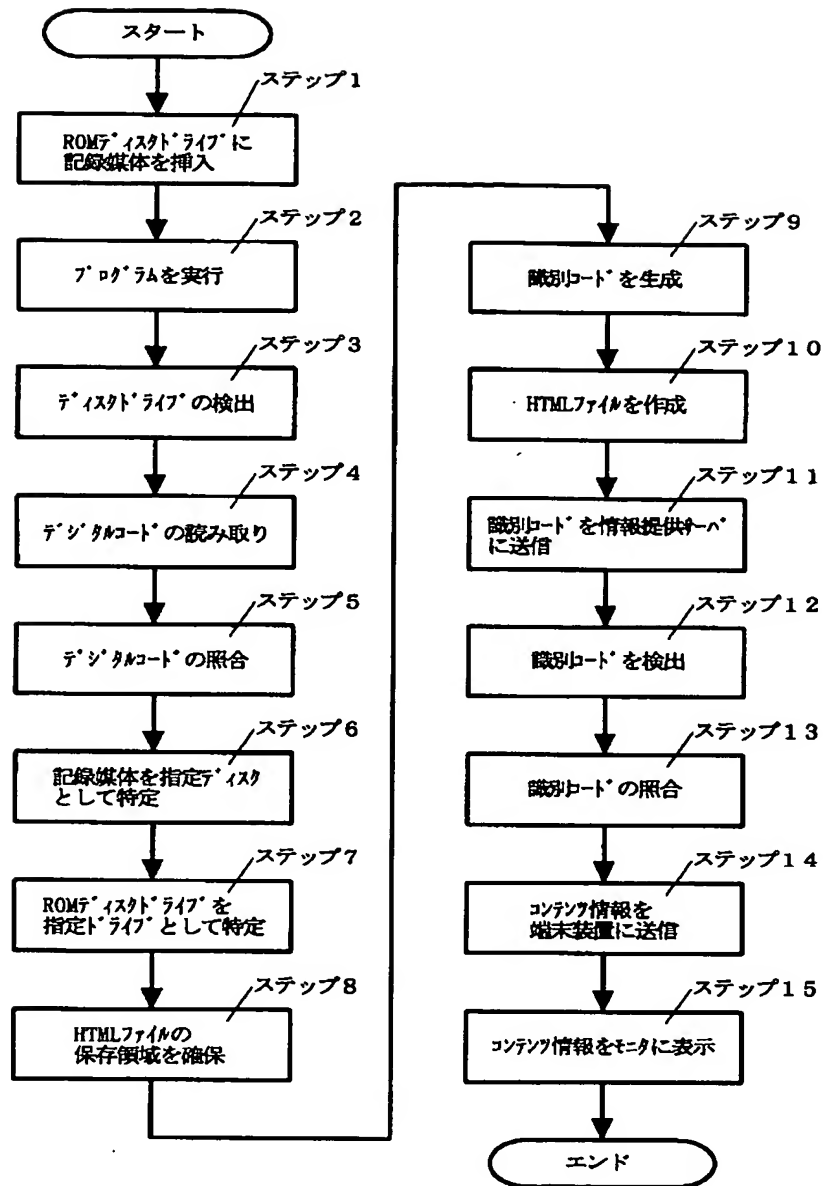 スタート
ステップ1
ROMディスクドライブに
記録媒体を挿入
ステップ2
プログラムを実行
ステップ3
ディスクドライブの検出
ステップ4
デジタルコードの読み取り
ステップ5
デジタルコードの照合
ステップ6
記録媒体を指定ディスク
として特定
ステップ7
ROMディスクドライブを
指定ドライブとして特定
ステップ8
HTMLファイルの
保存領域を確保
ステップ9
識別コードを生成
ステップ10
HTMLファイルを作成
ステップ11
識別コードを情報提供サーバ
に送信
ステップ12
識別コードを検出
ステップ13
識別コードの照合
ステップ14
コンテンツ情報を
端末装置に送信
ステップ15
コンテンツ情報をモニタに表示
エンド